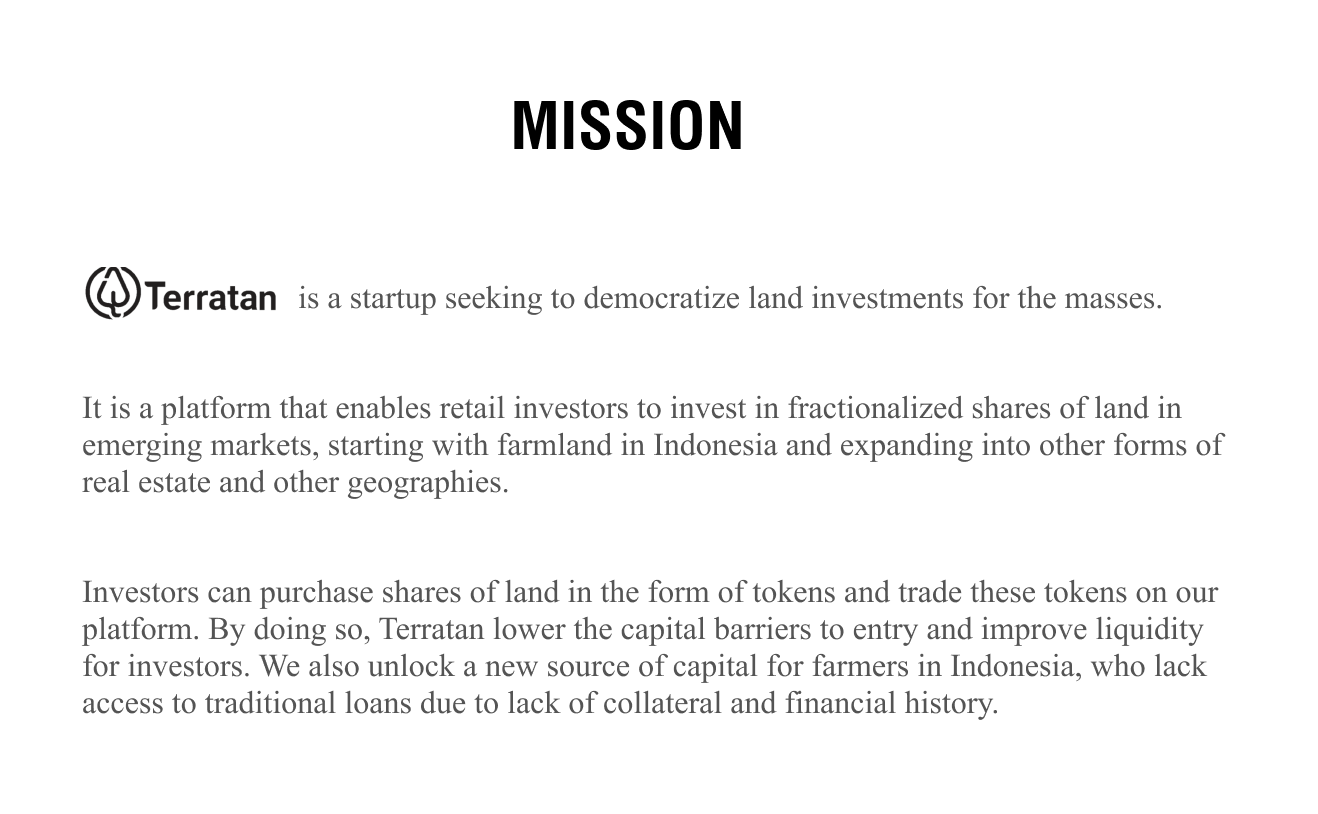 MISSION
Terratan is a startup seeking to democratize land investments for the masses.
It is a platform that enables retail investors to invest in fractionalized shares of land in
emerging markets, starting with farmland in Indonesia and expanding into other forms of
real estate and other geographies.
Investors can purchase shares of land in the form of tokens and trade these tokens on our
platform. By doing so, Terratan lower the capital barriers to entry and improve liquidity
for investors. We also unlock a new source of capital for farmers in Indonesia, who lack
access to traditional loans due to lack of collateral and financial history.